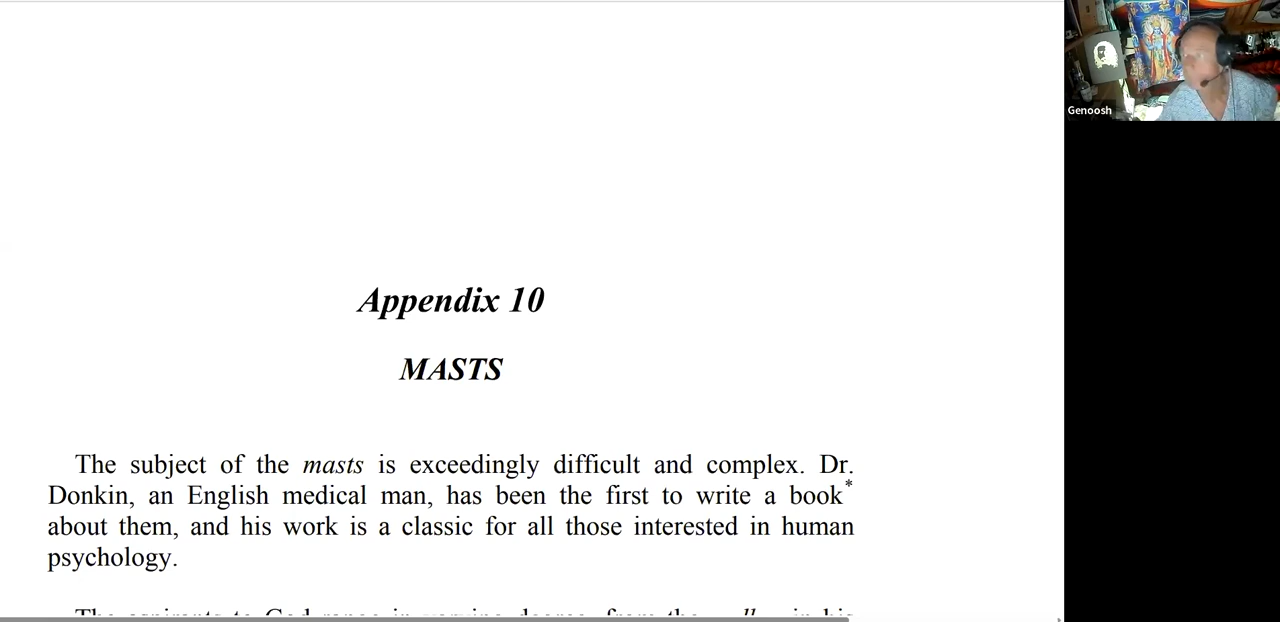 Appendix 10
MASTS
The subject of the masts is exceedingly difficult and complex. Dr.
Donkin, an English medical man, has been the first to write a book*
about them, and his work is a classic for all those interested in human
psychology.
Genoosh